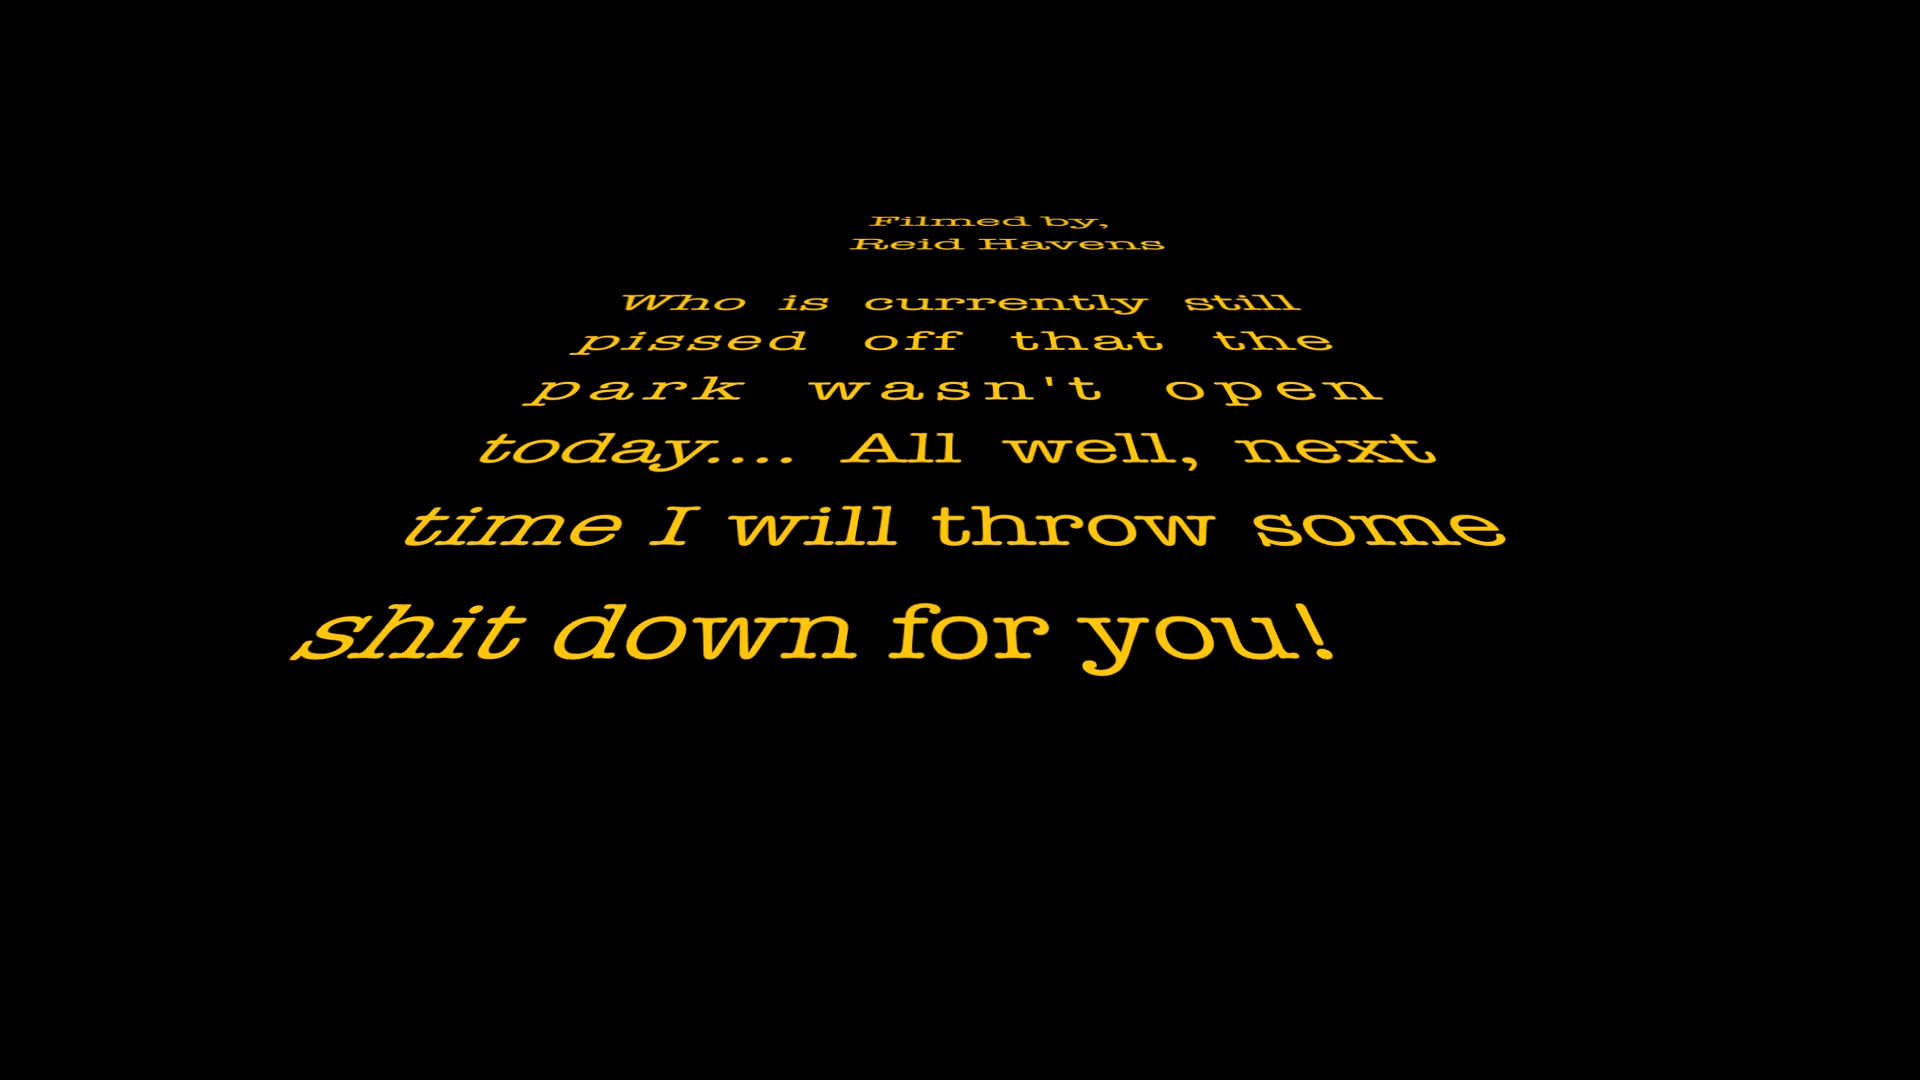 Filmed by,
Reid Havens
Who is currently still
pissed off that the
park wasn't open
today.... All well, next
time I will throw some
shit down for you!